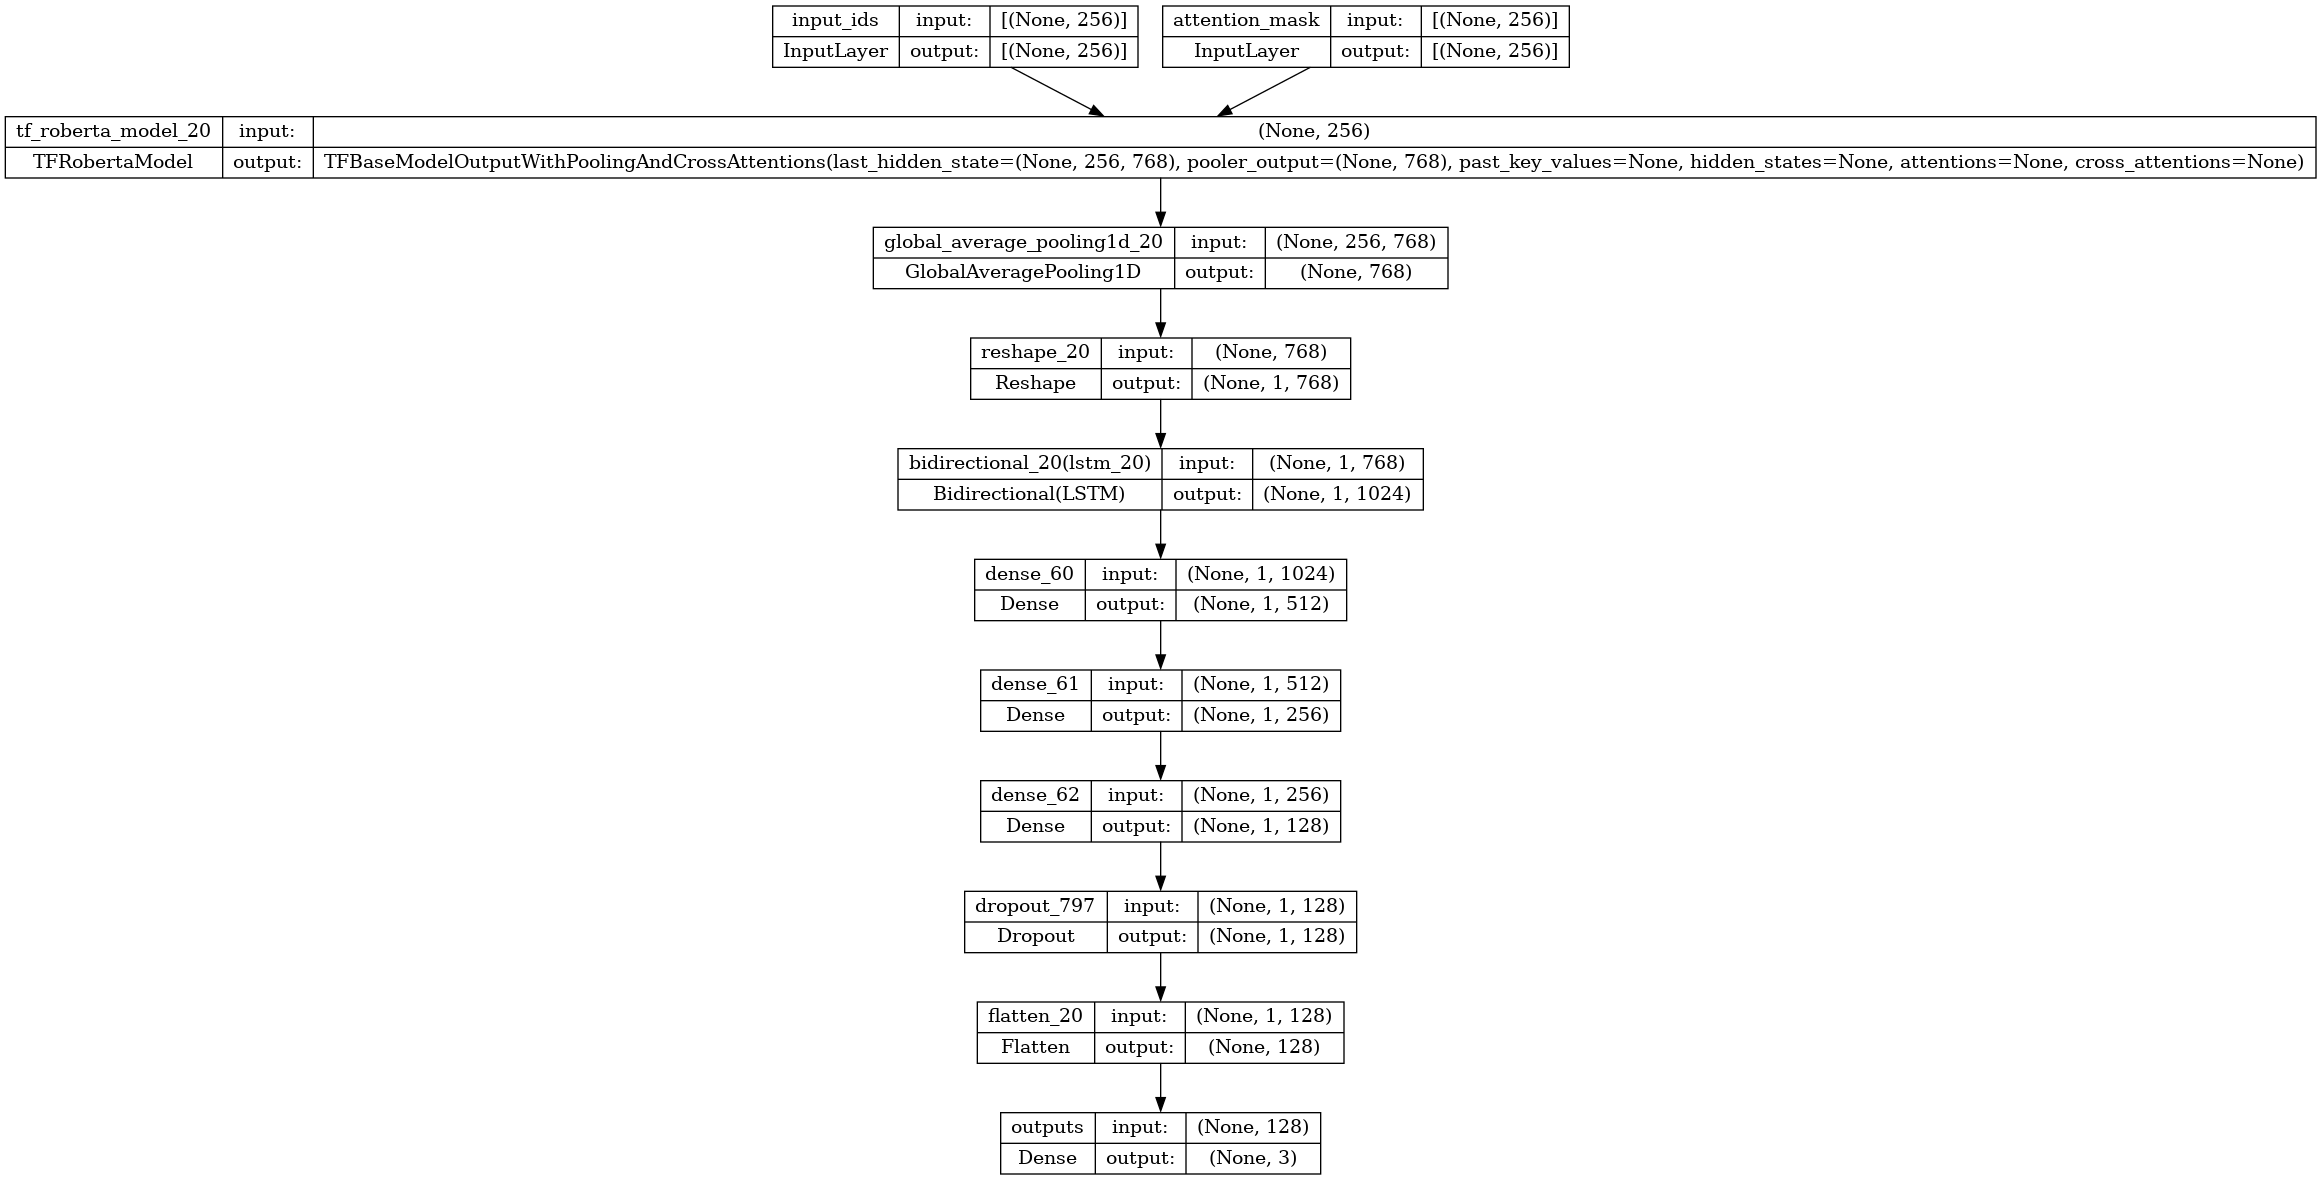 input_ids input: [(None, 256)]
InputLayer output: [(None, 256)]
attention_mask input: [(None, 256)]
InputLayer output: [(None, 256)]
tf_roberta_model_20 input: (None, 256)
TFRobertaModel output: TFBaseModelOutputWithPoolingAndCrossAttentions(last_hidden_state=(None, 256, 768), pooler_output=(None, 768), past_key_values=None, hidden_states=None, attentions=None, cross_attentions=None)
global_average_pooling1d_20 input: (None, 256, 768)
GlobalAveragePooling1D output: (None, 768)
reshape_20 input: (None, 768)
Reshape output: (None, 1, 768)
bidirectional_20(lstm_20) input: (None, 1, 768)
Bidirectional(LSTM) output: (None, 1, 1024)
dense_60 input: (None, 1, 1024)
Dense output: (None, 1, 512)
dense_61 input: (None, 1, 512)
Dense output: (None, 1, 256)
dense_62 input: (None, 1, 256)
Dense output: (None, 1, 128)
dropout_797 input: (None, 1, 128)
Dropout output: (None, 1, 128)
flatten_20 input: (None, 1, 128)
Flatten output: (None, 128)
outputs input: (None, 128)
Dense output: (None, 3)